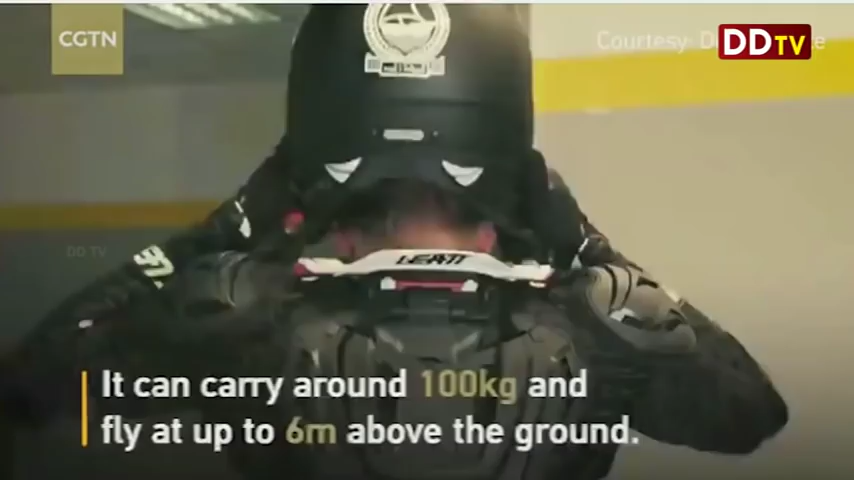 CGTN
Courtesy:
DDTV
DD TV
LEATT
It can carry around 100kg and
fly at up to 6m above the ground.